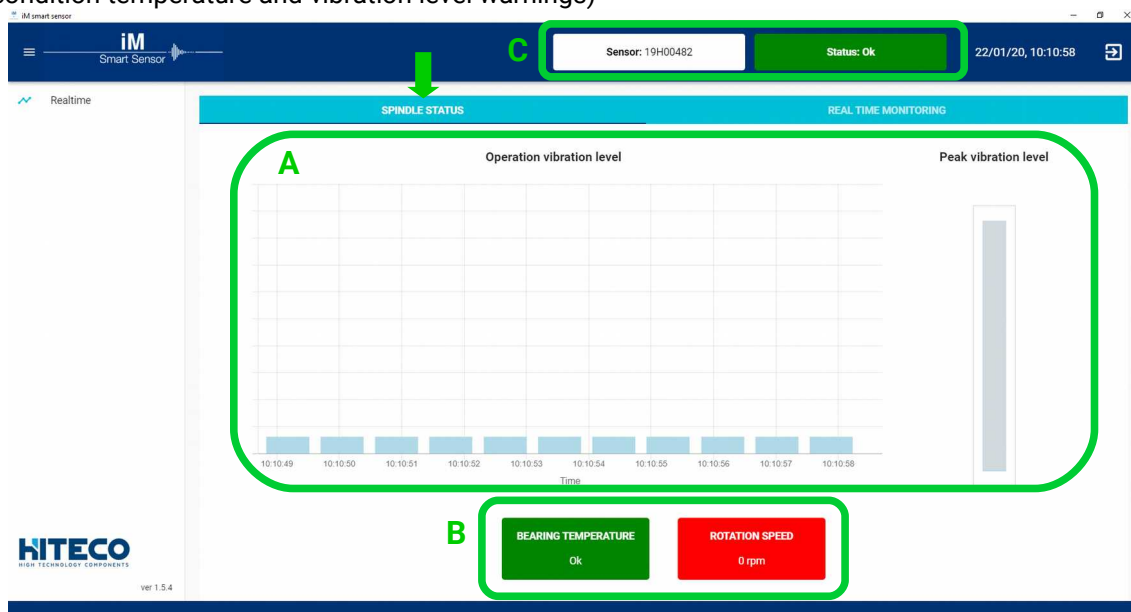 condition temperature and vibration level warnings)
iM smart sensor
iM
Smart Sensor
C
Sensor: 19H00482
Status: Ok
22/01/20, 10:10:58
Realtime
SPINDLE STATUS
REAL TIME MONITORING
A
Operation vibration level
Peak vibration level
10:10:49 10:10:50 10:10:51 10:10:52 10:10:53 10:10:54 10:10:55 10:10:56 10:10:57 10:10:58
Time
B
BEARING TEMPERATURE
Ok
ROTATION SPEED
0 rpm
HITECO
HIGH TECHNOLOGY COMPONENTS
ver 1.5.4